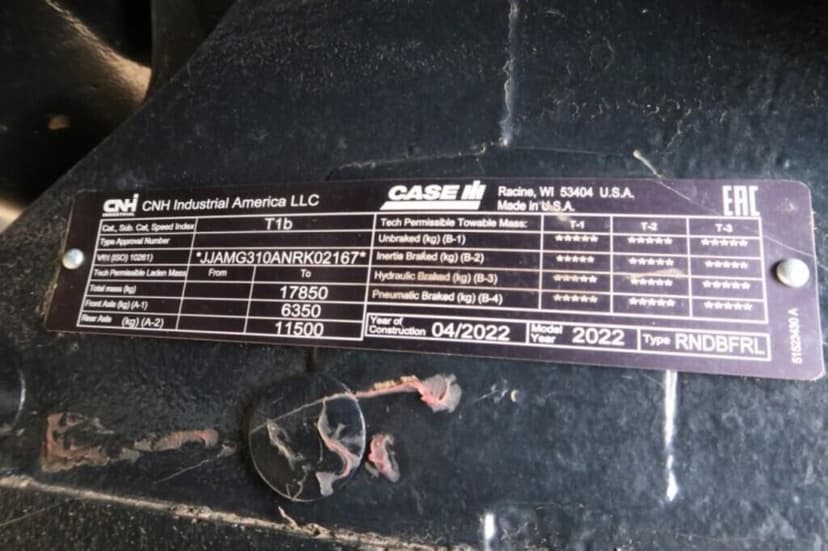 CNH INDUSTRIAL CNH Industrial America LLC CASE IH Racine, WI 53404 U.S.A. Made in U.S.A. EAC
Cat., Sub. Cat, Speed Index T1b Tech Permissible Towable Mass: T-1 T-2 T-3
Type Approval Number Unbraked (kg) (B-1) ***** ***** *****
VIN (ISO) 10261) *JJAMG310ANRK02167* Inertia Braked (kg) (B-2) ***** ***** *****
Tech Permissible Laden Mass From To Hydraulic Braked (kg) (B-3) ***** ***** *****
Total mass (kg) 17850 Pneumatic Braked (kg) (B-4) ***** ***** *****
Front Axle (kg) (A-1) 6350
Rear Axle (kg) (A-2) 11500 Year of Construction 04/2022 Model Year 2022 Type RNDBFRL
51523430 A